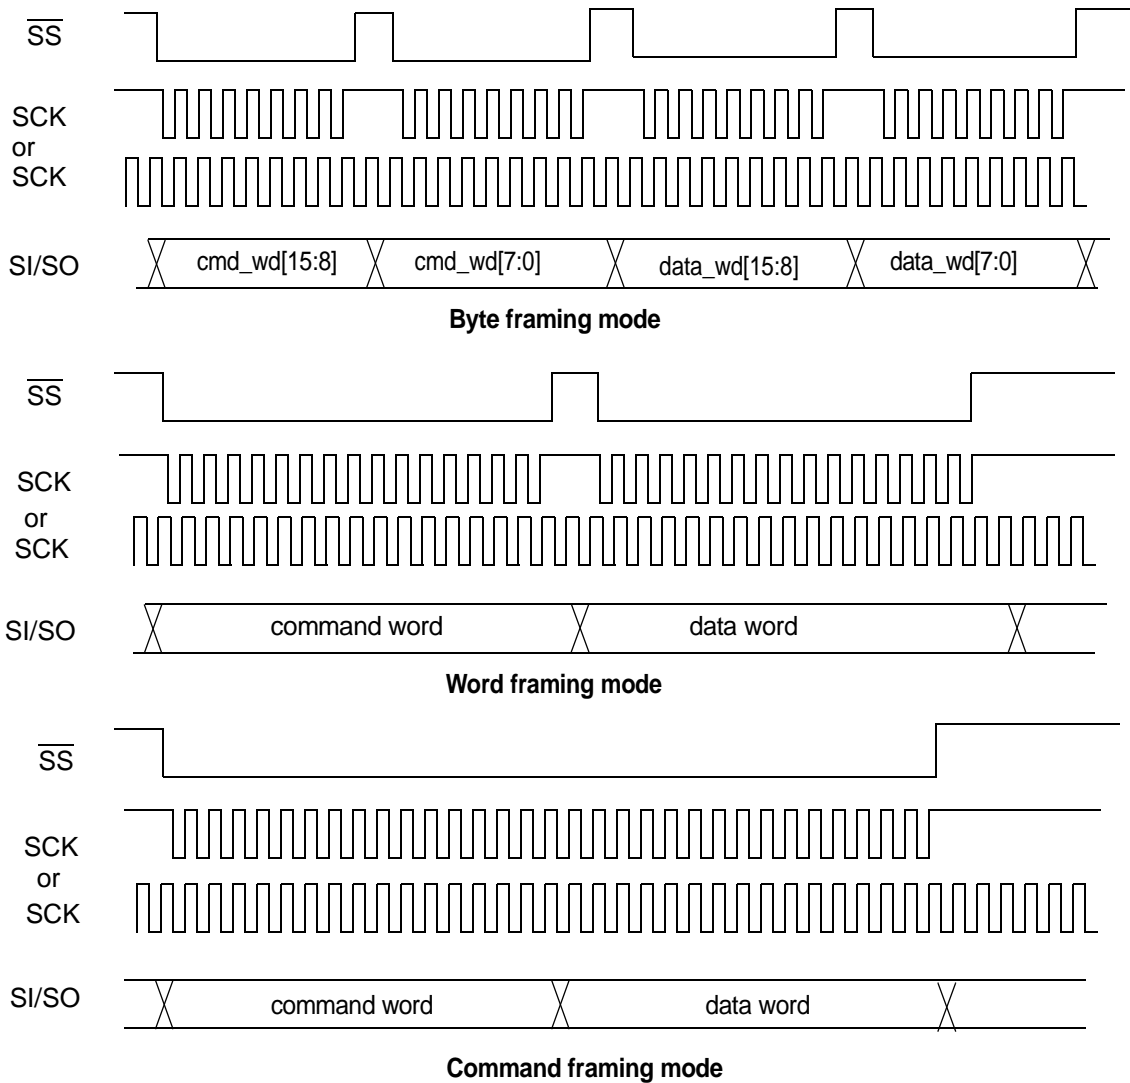 SS
SCK
or
SCK
SI/SO
cmd_wd[15:8] cmd_wd[7:0] data_wd[15:8] data_wd[7:0]
Byte framing mode
SS
SCK
or
SCK
SI/SO
command word data word
Word framing mode
SS
SCK
or
SCK
SI/SO
command word data word
Command framing mode